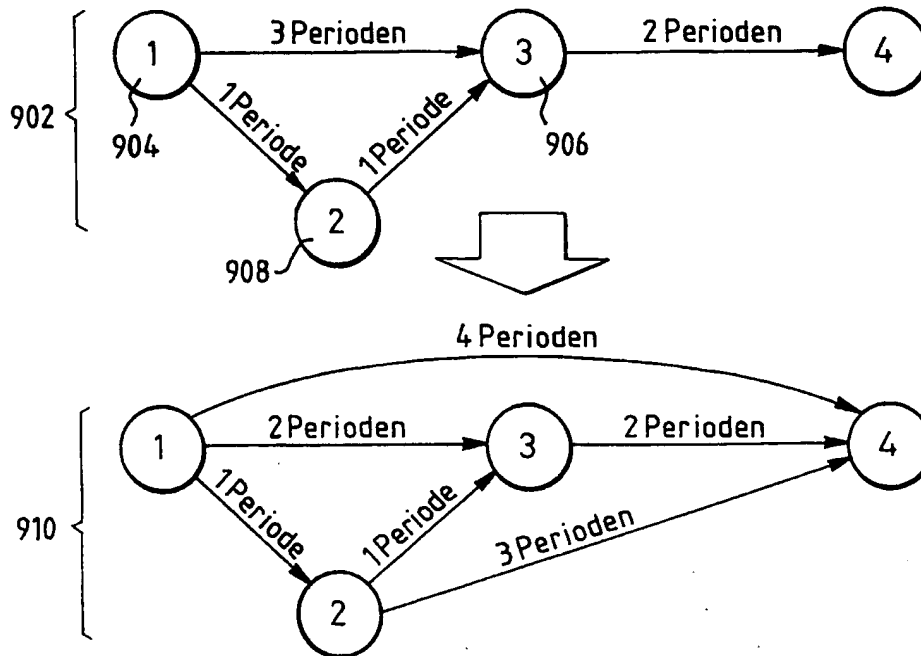 1
3 Perioden
3
2 Perioden
4
902
904
1 Periode
1 Periode
906
2
908
4 Perioden
1
2 Perioden
3
2 Perioden
4
910
1 Periode
1 Periode
3 Perioden
2